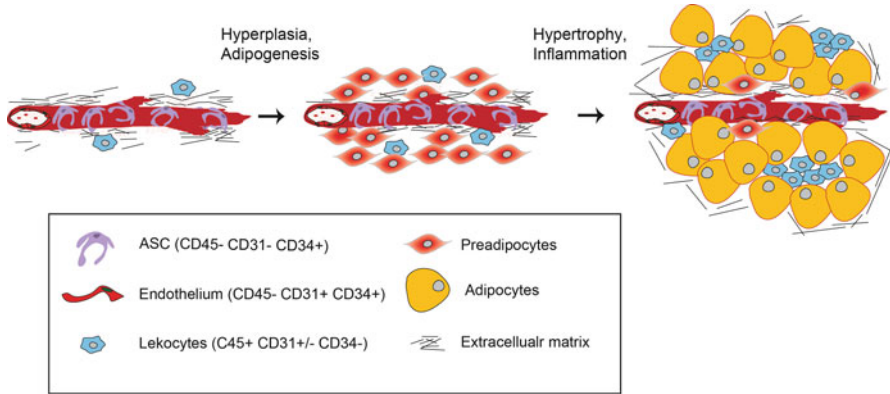 Hyperplasia,
Adipogenesis
Hypertrophy,
Inflammation
ASC (CD45- CD31- CD34+)
Preadipocytes
Endothelium (CD45- CD31+ CD34+)
Adipocytes
Lekocytes (C45+ CD31+/- CD34-)
Extracellualr matrix